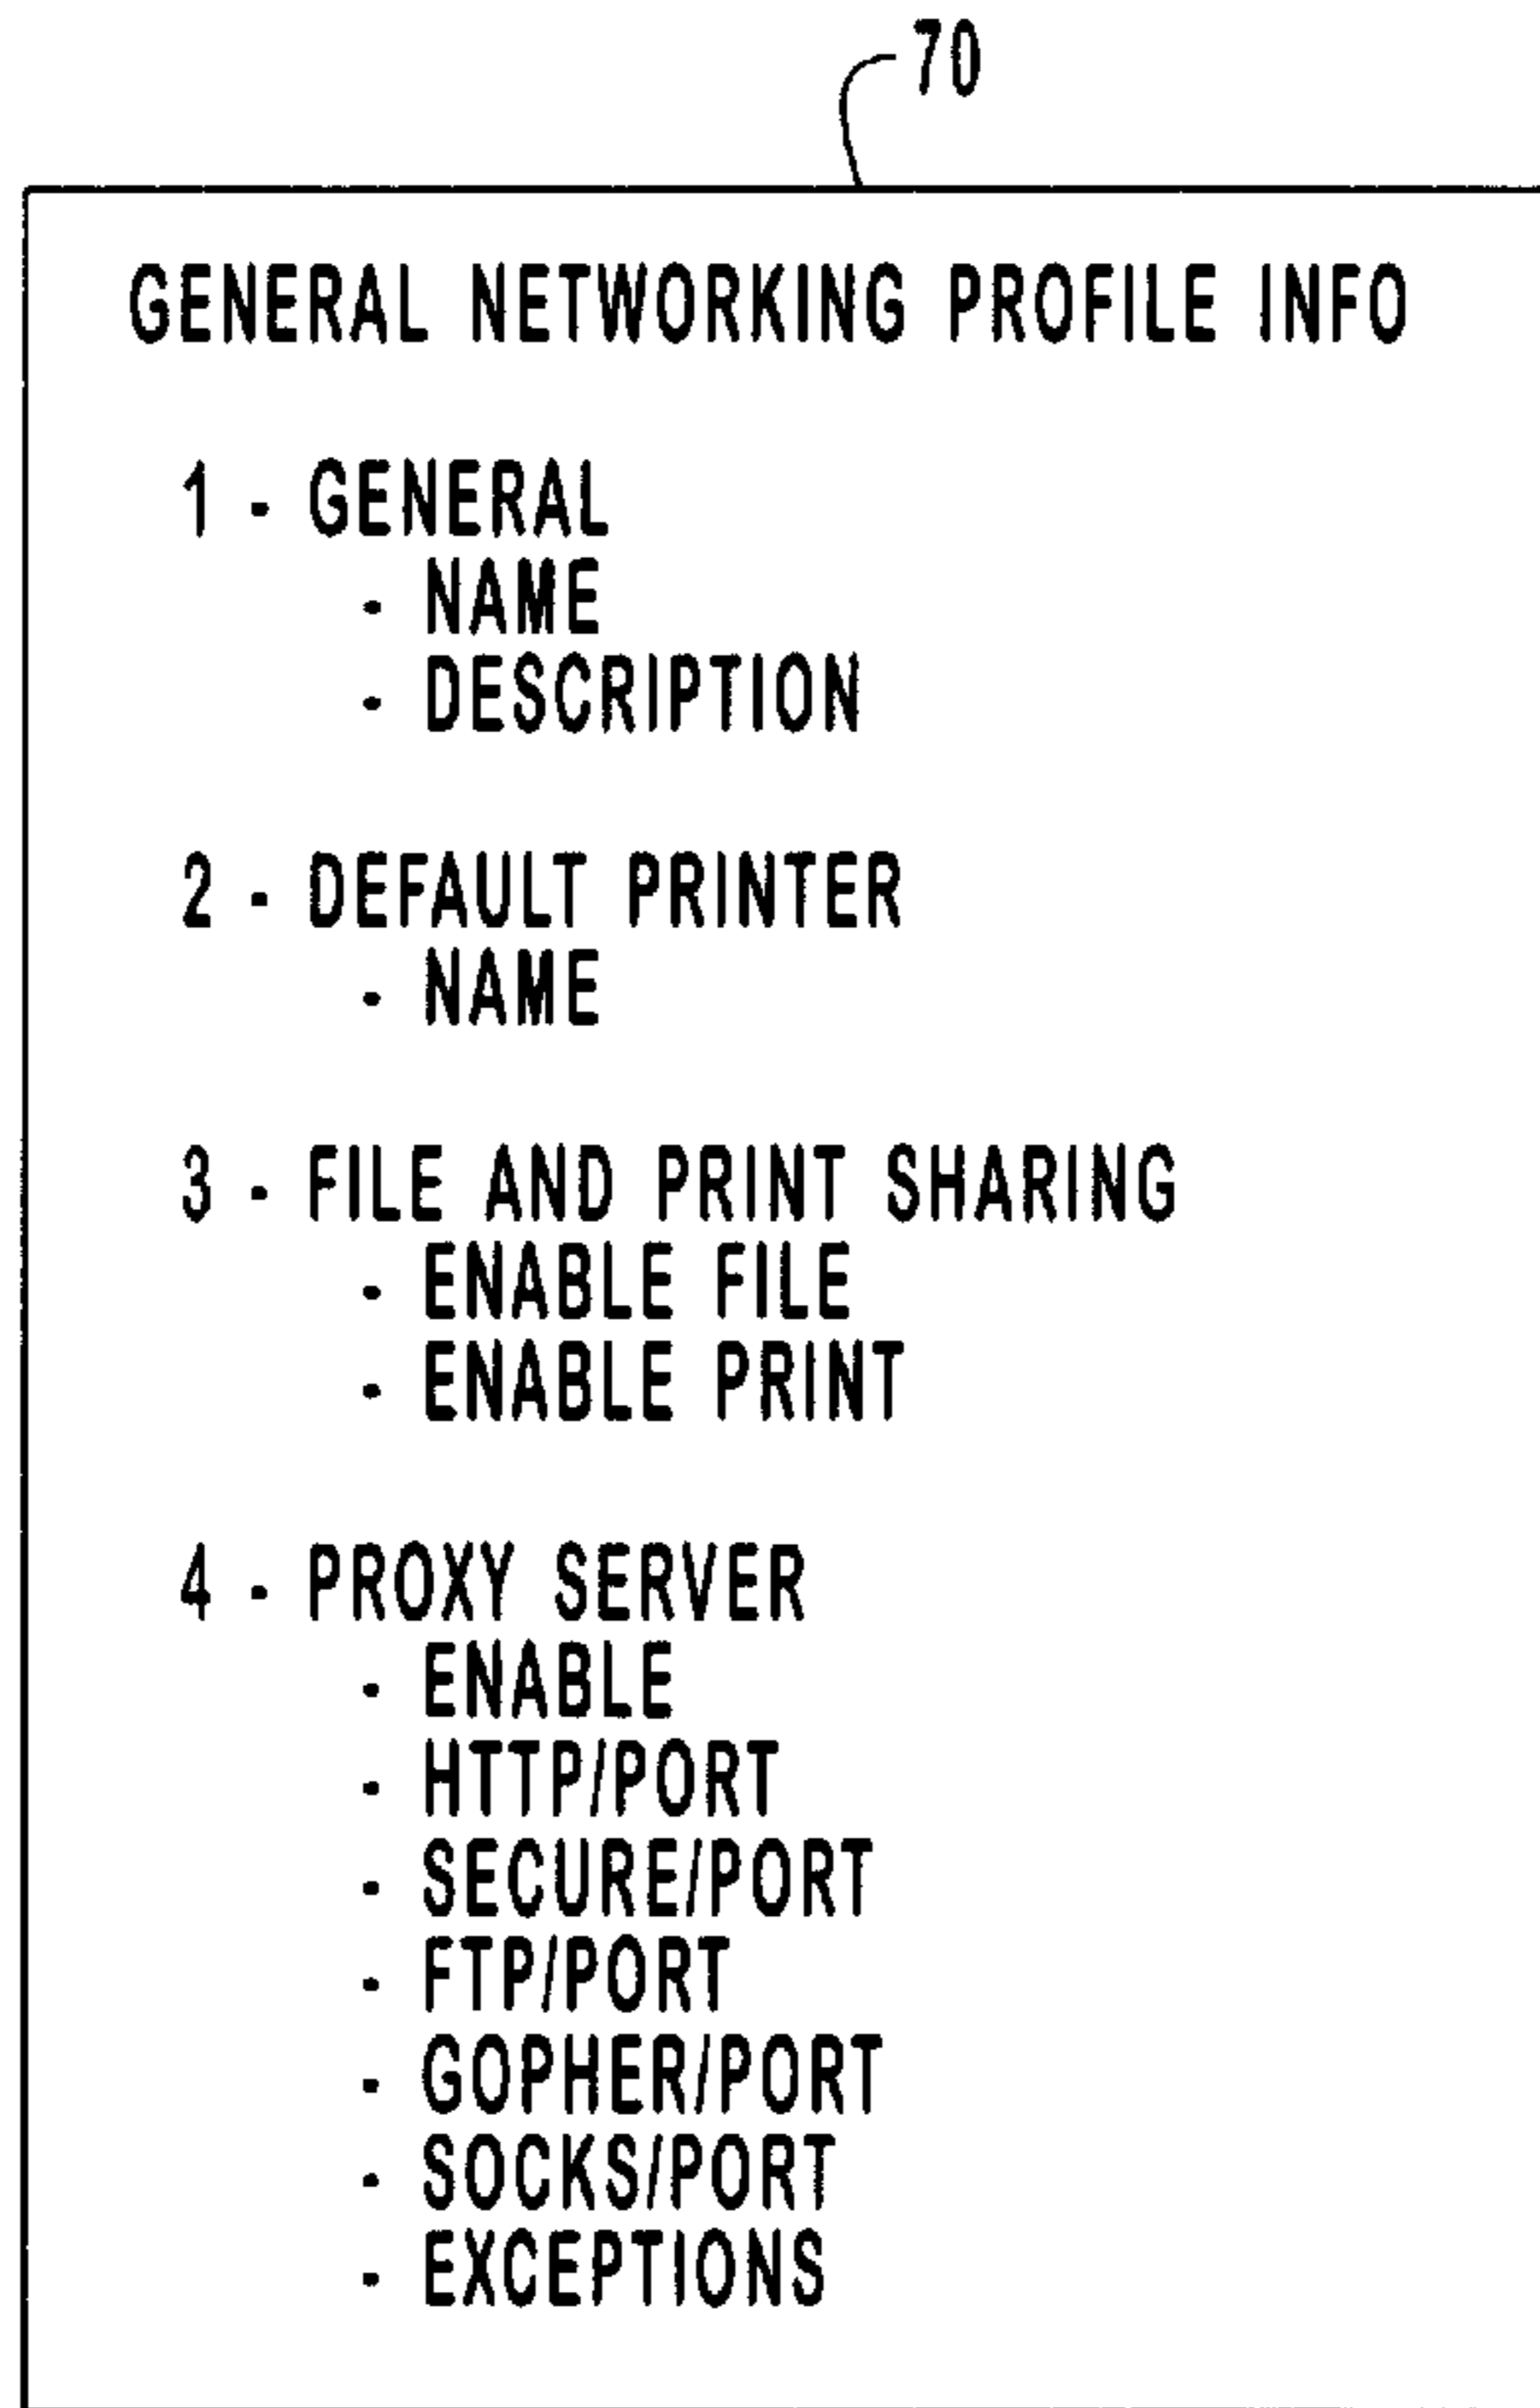 70
GENERAL NETWORKING PROFILE INFO
1 - GENERAL
- NAME
- DESCRIPTION
2 - DEFAULT PRINTER
- NAME
3 - FILE AND PRINT SHARING
- ENABLE FILE
- ENABLE PRINT
4 - PROXY SERVER
- ENABLE
- HTTP/PORT
- SECURE/PORT
- FTP/PORT
- GOPHER/PORT
- SOCKS/PORT
- EXCEPTIONS